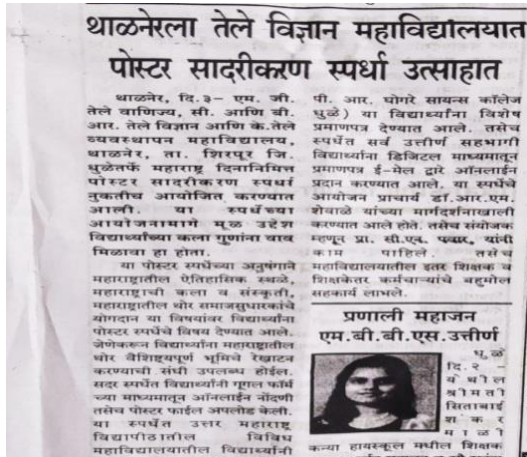 थाळनेरला तेले विज्ञान महाविद्यालयात
पोस्टर सादरीकरण स्पर्धा उत्साहात
थाळनेर, दि.३- एम. जी.
तेले वाणिज्य, सी. आणि बी.
आर. तेले विज्ञान आणि के.तेले
व्यवस्थापन महाविद्यालय,
थाळनेर, ता. शिरपूर जि.
धुळेतर्फे महाराष्ट्र दिनानिमित्त
पोस्टर सादरीकरण स्पर्धा
नुकतीच आयोजित करण्यात
आली. या स्पर्धेच्या
आयोजनामागे मूळ उद्देश
विद्यार्थ्यांच्या कला गुणांना वाव
मिळावा हा होता.
या पोस्टर स्पर्धेच्या अनुषंगाने
महाराष्ट्रातील ऐतिहासिक स्थळे,
महाराष्ट्राची कला व संस्कृती,
महाराष्ट्रातील थोर समाजसुधारकांचे
योगदान या विषयांवर विद्यार्थ्यांना
पोस्टर स्पर्धेचे विषय देण्यात आले.
जेणेकरून विद्यार्थ्यांना महाराष्ट्रातील
थोर वैशिष्ट्यपूर्ण भूमिचे रेखाटन
करण्याची संधी उपलब्ध होईल.
सदर स्पर्धेत विद्यार्थ्यांनी गूगल फॉर्म
च्या माध्यमातून ऑनलाईन नोंदणी
तसेच पोस्टर फाईल अपलोड केली.
या स्पर्धेत उत्तर महाराष्ट्र
विद्यापीठातील विविध
महाविद्यालयातील विद्यार्थ्यांनी
पी. आर. घोगरे सायन्स कॉलेज
धुळे) या विद्यार्थ्यांना विशेष
प्रमाणपत्र देण्यात आले. तसेच
स्पर्धेत सर्व उत्तीर्ण सहभागी
विद्यार्थ्यांना डिजिटल माध्यमातून
प्रमाणपत्र ई-मेल द्वारे ऑनलाईन
प्रदान करण्यात आले. या स्पर्धेचे
आयोजन प्राचार्य डॉ.आर.एम.
शेवाळे यांच्या मार्गदर्शनाखाली
करण्यात आले होते. तसेच संयोजक
म्हणून प्रा. सी.एन. पवार, यांनी
काम पाहिले. तसेच
महाविद्यालयातील इतर शिक्षक व
शिक्षकेतर कर्मचाऱ्यांचे बहुमोल
सहकार्य लाभले.
प्रणाली महाजन
एम.बी.बी.एस.उत्तीर्ण
धुळे
दि.२ -
येथील
श्रीमती
सिताबाई
शंकर
माळी
कन्या हायस्कूल मधील शिक्षक